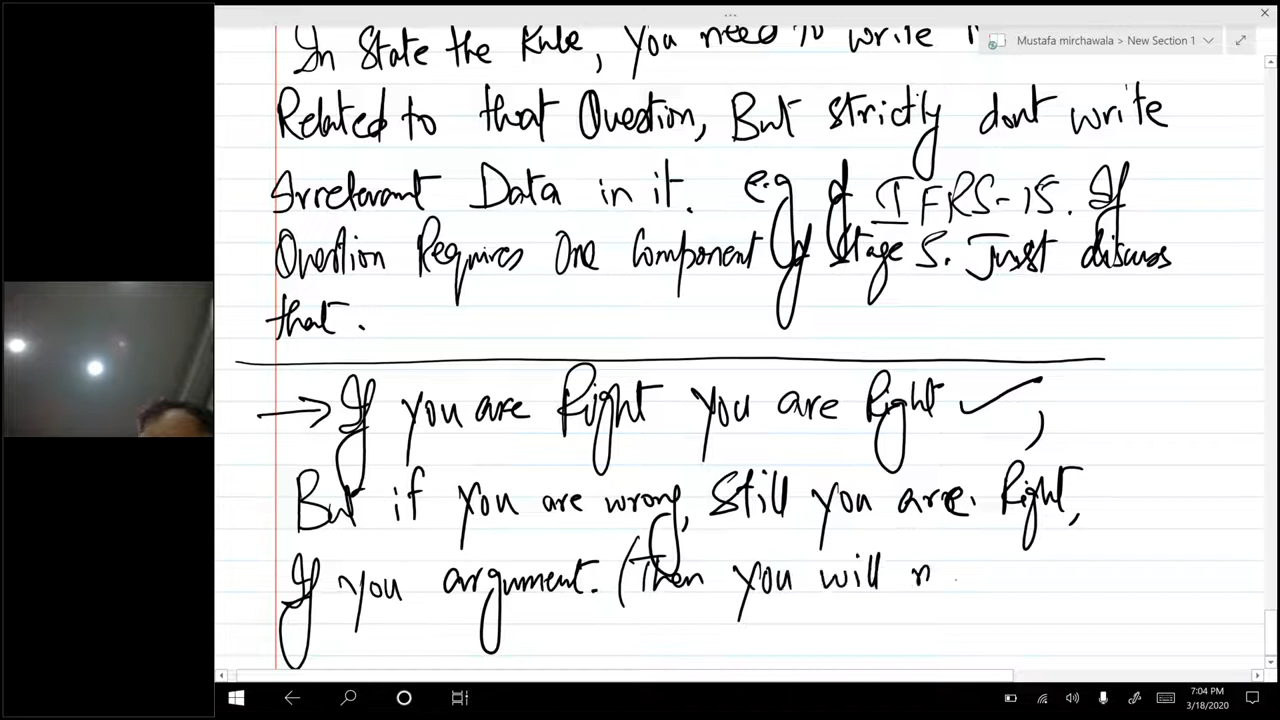 Mustafa mirchawala > New Section 1
In State the Rule, You need to write
Related to that Question, But strictly dont write
Irrelevant Data in it. e.g of IFRS-15. If
Question Requires One Component of Stage 5. Just discuss
that.
→ If you are Right you are Right ✓,
But if you are wrong, Still you are. Right,
If you argument. (Then you will n
7:04 PM
3/18/2020